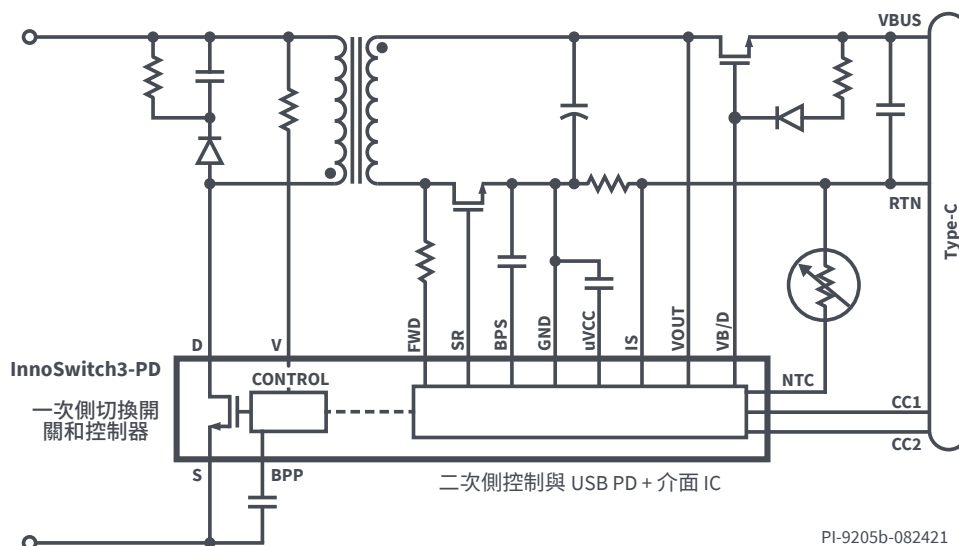 VBUS
RTN
Type-C
D
V
FWD
SR
BPS
GND
uVCC
IS
VOUT
VB/D
InnoSwitch3-PD
CONTROL
NTC
一次側切換開
關和控制器
CC1
CC2
S
BPP
二次側控制與 USB PD + 介面 IC
PI-9205b-082421